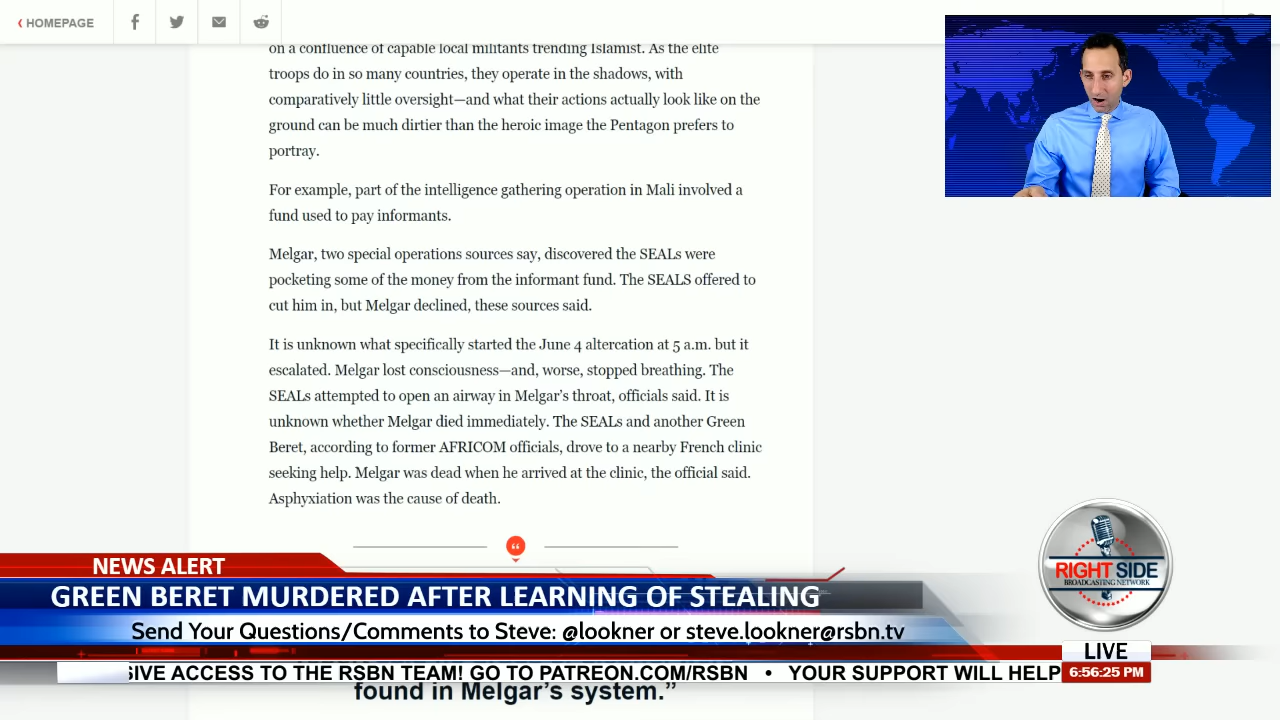 HOMEPAGE
on a confluence of capable local militants trending Islamist. As the elite
troops do in so many countries, they operate in the shadows, with
comparatively little oversight—and what their actions actually look like on the
ground can be much dirtier than the heroic image the Pentagon prefers to
portray.
For example, part of the intelligence gathering operation in Mali involved a
fund used to pay informants.
Melgar, two special operations sources say, discovered the SEALs were
pocketing some of the money from the informant fund. The SEALS offered to
cut him in, but Melgar declined, these sources said.
It is unknown what specifically started the June 4 altercation at 5 a.m. but it
escalated. Melgar lost consciousness—and, worse, stopped breathing. The
SEALs attempted to open an airway in Melgar’s throat, officials said. It is
unknown whether Melgar died immediately. The SEALs and another Green
Beret, according to former AFRICOM officials, drove to a nearby French clinic
seeking help. Melgar was dead when he arrived at the clinic, the official said.
Asphyxiation was the cause of death.
NEWS ALERT
GREEN BERET MURDERED AFTER LEARNING OF STEALING
Send Your Questions/Comments to Steve: @lookner or steve.lookner@rsbn.tv
RIGHT SIDE
BROADCASTING NETWORK
LIVE
6:56:25 PM
SIVE ACCESS TO THE RSBN TEAM! GO TO PATREON.COM/RSBN • YOUR SUPPORT WILL HELP
found in Melgar’s system.”